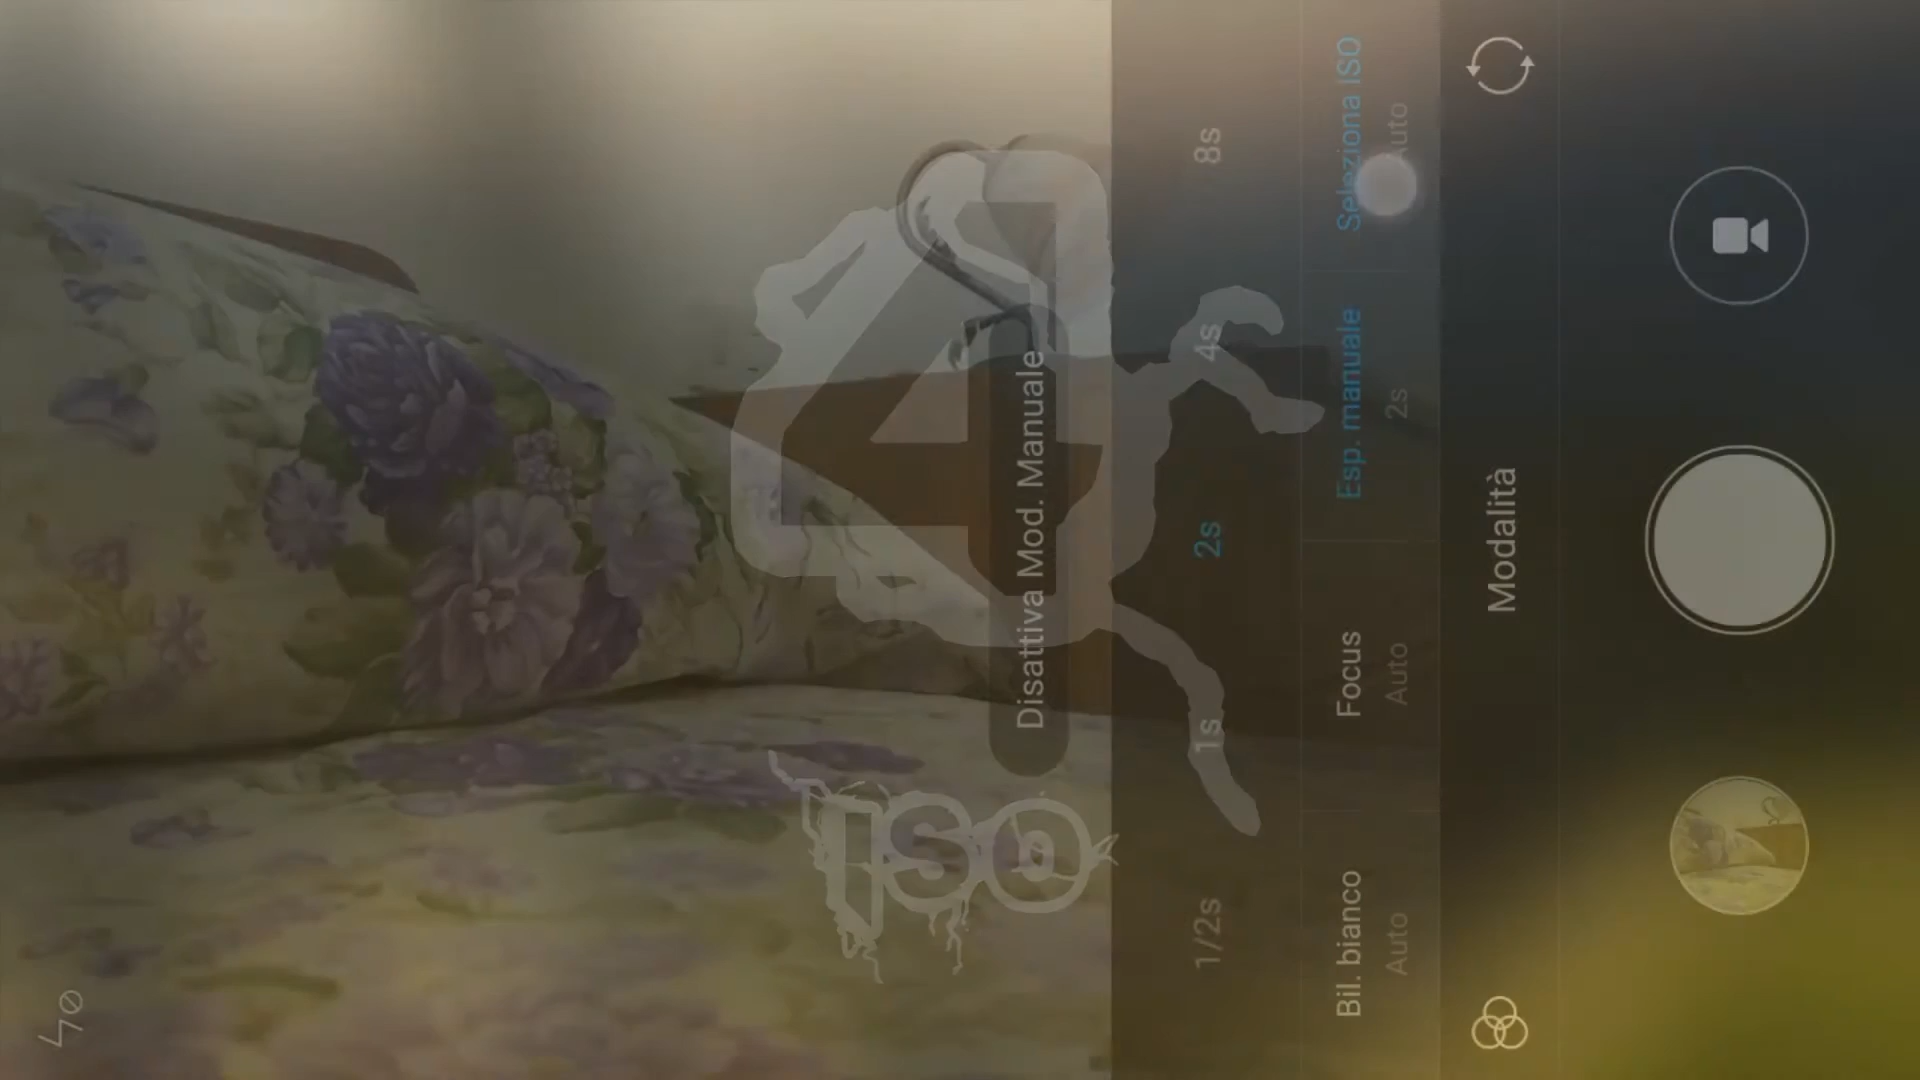 4
ISO
Disattiva Mod. Manuale
1/2s 1s 2s 4s 8s
Bil. bianco Focus Esp. manuale Seleziona ISO
Auto Auto 2s Auto
Modalità